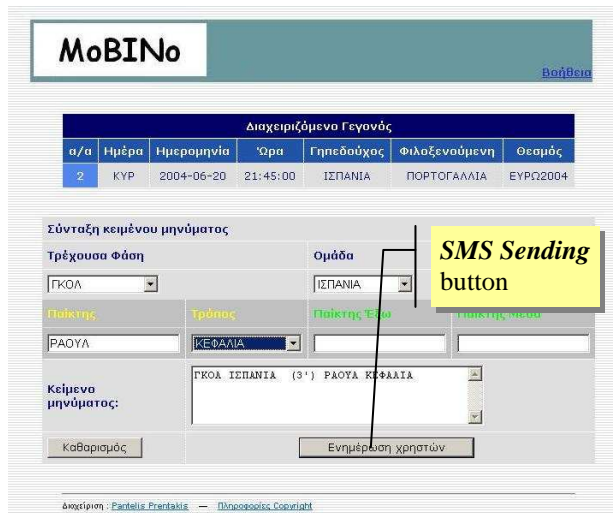 MoBINo
Βοήθεια
Διαχειριζόμενο Γεγονός
α/α Ημέρα Ημερομηνία Ώρα Γηπεδούχος Φιλοξενούμενη Θεσμός
2 ΚΥΡ 2004-06-20 21:45:00 ΙΣΠΑΝΙΑ ΠΟΡΤΟΓΑΛΛΙΑ ΕΥΡΩ2004
Σύνταξη κειμένου μηνύματος
Τρέχουσα Φάση Ομάδα
ΓΚΟΛ ΙΣΠΑΝΙΑ
SMS Sending
button
Παίκτης Τρόπος Παίκτης Έξω Παίκτης Μέσα
ΡΑΟΥΛ ΚΕΦΑΛΙΑ
Κείμενο
μηνύματος:
ΓΚΟΛ ΙΣΠΑΝΙΑ (3') ΡΑΟΥΛ ΚΕΦΑΛΙΑ
Καθαρισμός Ενημέρωση χρηστών
Διαχείριση : Pantelis Prentakis — Πληροφορίες Copyright